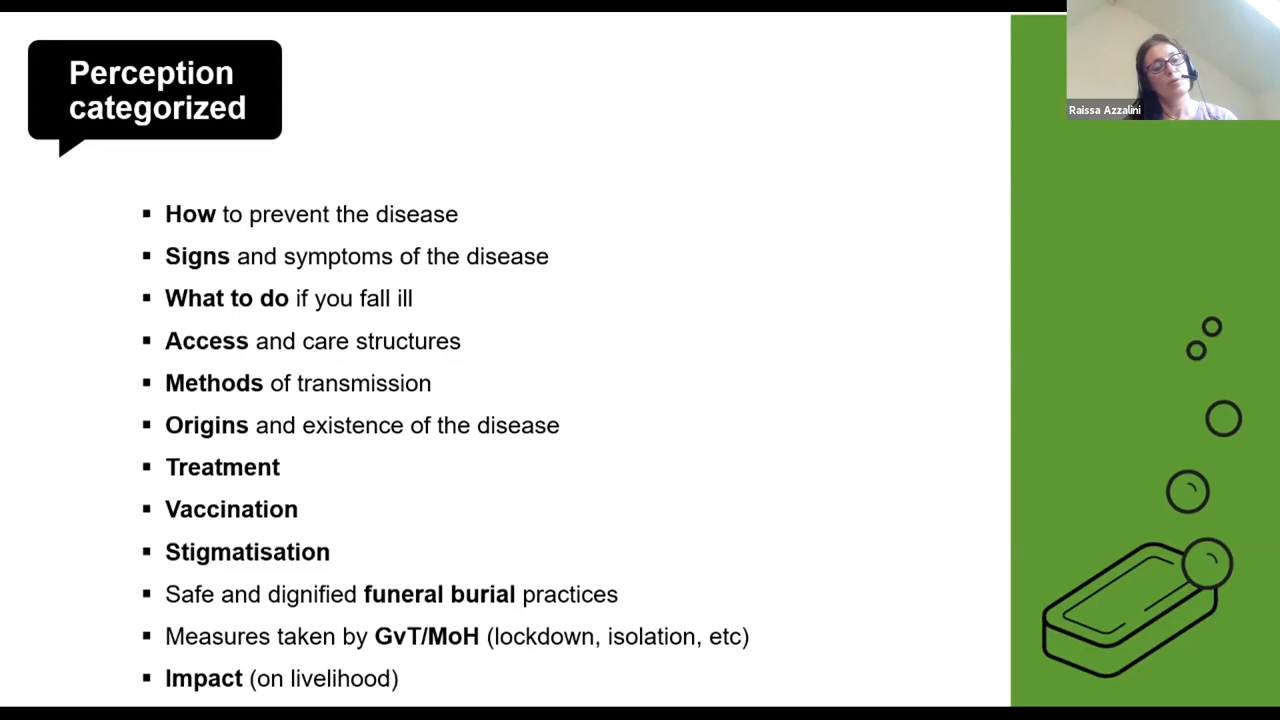 Perception
categorized
Raissa Azzalini
▪ How to prevent the disease
▪ Signs and symptoms of the disease
▪ What to do if you fall ill
▪ Access and care structures
▪ Methods of transmission
▪ Origins and existence of the disease
▪ Treatment
▪ Vaccination
▪ Stigmatisation
▪ Safe and dignified funeral burial practices
▪ Measures taken by GvT/MoH (lockdown, isolation, etc)
▪ Impact (on livelihood)